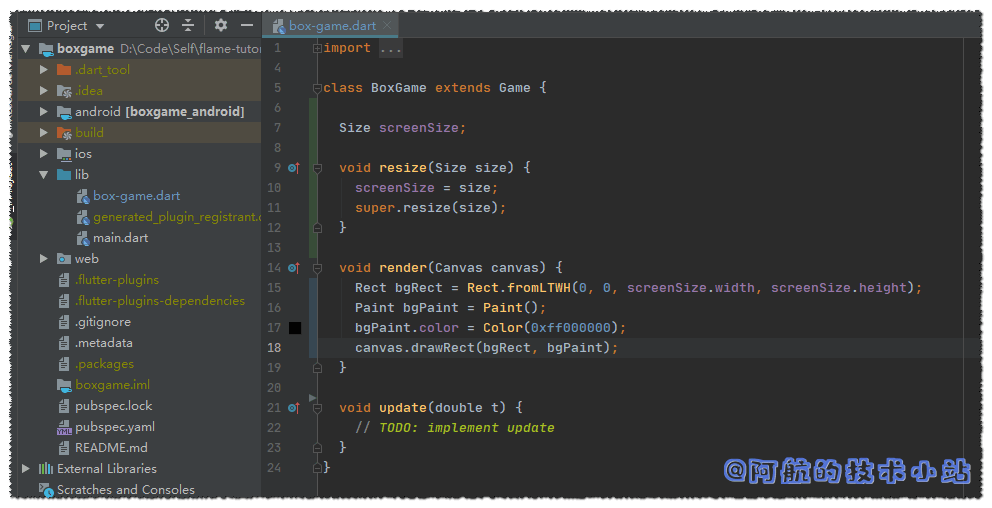 Project
box-game.dart
boxgame D:\Code\Self\flame-tutor
.dart_tool
.idea
android [boxgame_android]
build
ios
lib
box-game.dart
generated_plugin_registrant.
main.dart
web
.flutter-plugins
.flutter-plugins-dependencies
.gitignore
.metadata
.packages
boxgame.iml
pubspec.lock
pubspec.yaml
README.md
External Libraries
Scratches and Consoles
1 import ...
4
5 class BoxGame extends Game {
6
7 Size screenSize;
8
9 void resize(Size size) {
10 screenSize = size;
11 super.resize(size);
12 }
13
14 void render(Canvas canvas) {
15 Rect bgRect = Rect.fromLTWH(0, 0, screenSize.width, screenSize.height);
16 Paint bgPaint = Paint();
17 bgPaint.color = Color(0xff000000);
18 canvas.drawRect(bgRect, bgPaint);
19 }
20
21 void update(double t) {
22 // TODO: implement update
23 }
24 }
@阿航的技术小站